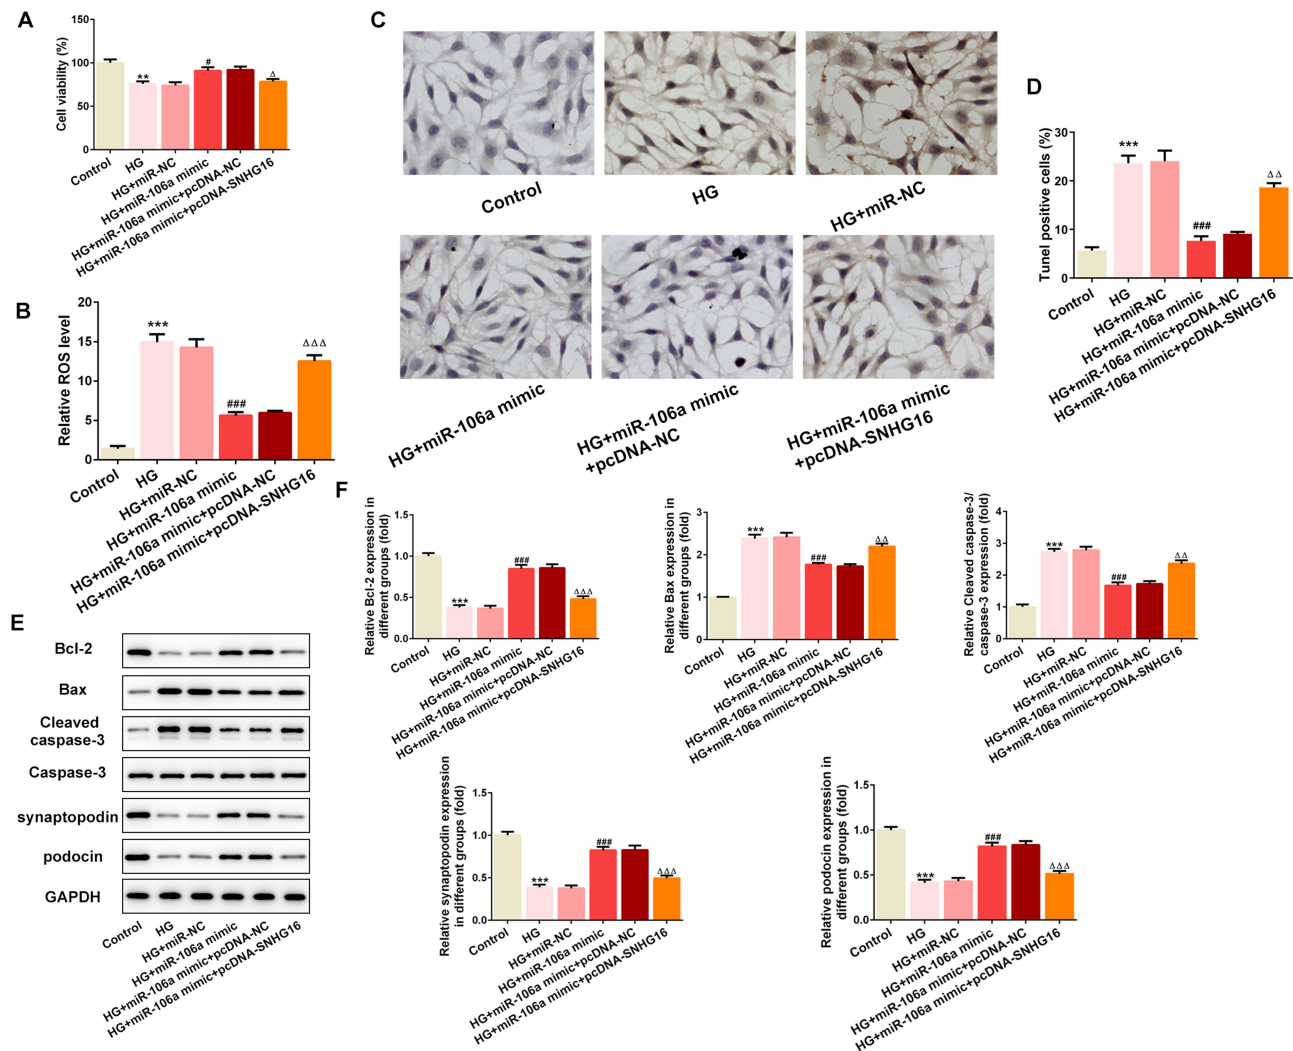 A
Cell viability (%)
150
100
50
0
**
#
Δ
Control
HG
HG+miR-NC
HG+miR-106a mimic
HG+miR-106a mimic+pcDNA-NC
HG+miR-106a mimic+pcDNA-SNHG16
B
Relative ROS level
20
15
10
5
0
***
###
ΔΔΔ
Control
HG
HG+miR-NC
HG+miR-106a mimic
HG+miR-106a mimic+pcDNA-NC
HG+miR-106a mimic+pcDNA-SNHG16
C
Control
HG
HG+miR-NC
HG+miR-106a mimic
HG+miR-106a mimic
+pcDNA-NC
HG+miR-106a mimic
+pcDNA-SNHG16
D
Tunel positive cells (%)
30
20
10
0
***
###
ΔΔ
Control
HG
HG+miR-NC
HG+miR-106a mimic
HG+miR-106a mimic+pcDNA-NC
HG+miR-106a mimic+pcDNA-SNHG16
E
Bcl-2
Bax
Cleaved
caspase-3
Caspase-3
synaptopodin
podocin
GAPDH
Control
HG
HG+miR-NC
HG+miR-106a mimic
HG+miR-106a mimic+pcDNA-NC
HG+miR-106a mimic+pcDNA-SNHG16
F
Relative Bcl-2 expression in
different groups (fold)
1.5
1.0
0.5
0.0
***
###
ΔΔΔ
Control
HG
HG+miR-NC
HG+miR-106a mimic
HG+miR-106a mimic+pcDNA-NC
HG+miR-106a mimic+pcDNA-SNHG16
Relative Bax expression in
different groups (fold)
3
2
1
0
***
###
ΔΔ
Control
HG
HG+miR-NC
HG+miR-106a mimic
HG+miR-106a mimic+pcDNA-NC
HG+miR-106a mimic+pcDNA-SNHG16
Relative Cleaved caspase-3/
caspase-3 expression (fold)
4
3
2
1
0
***
###
ΔΔ
Control
HG
HG+miR-NC
HG+miR-106a mimic
HG+miR-106a mimic+pcDNA-NC
HG+miR-106a mimic+pcDNA-SNHG16
Relative synaptopodin expression
in different groups (fold)
1.5
1.0
0.5
0.0
***
###
ΔΔΔ
Control
HG
HG+miR-NC
HG+miR-106a mimic
HG+miR-106a mimic+pcDNA-NC
HG+miR-106a mimic+pcDNA-SNHG16
Relative podocin expression in
different groups (fold)
1.5
1.0
0.5
0.0
***
###
ΔΔΔ
Control
HG
HG+miR-NC
HG+miR-106a mimic
HG+miR-106a mimic+pcDNA-NC
HG+miR-106a mimic+pcDNA-SNHG16